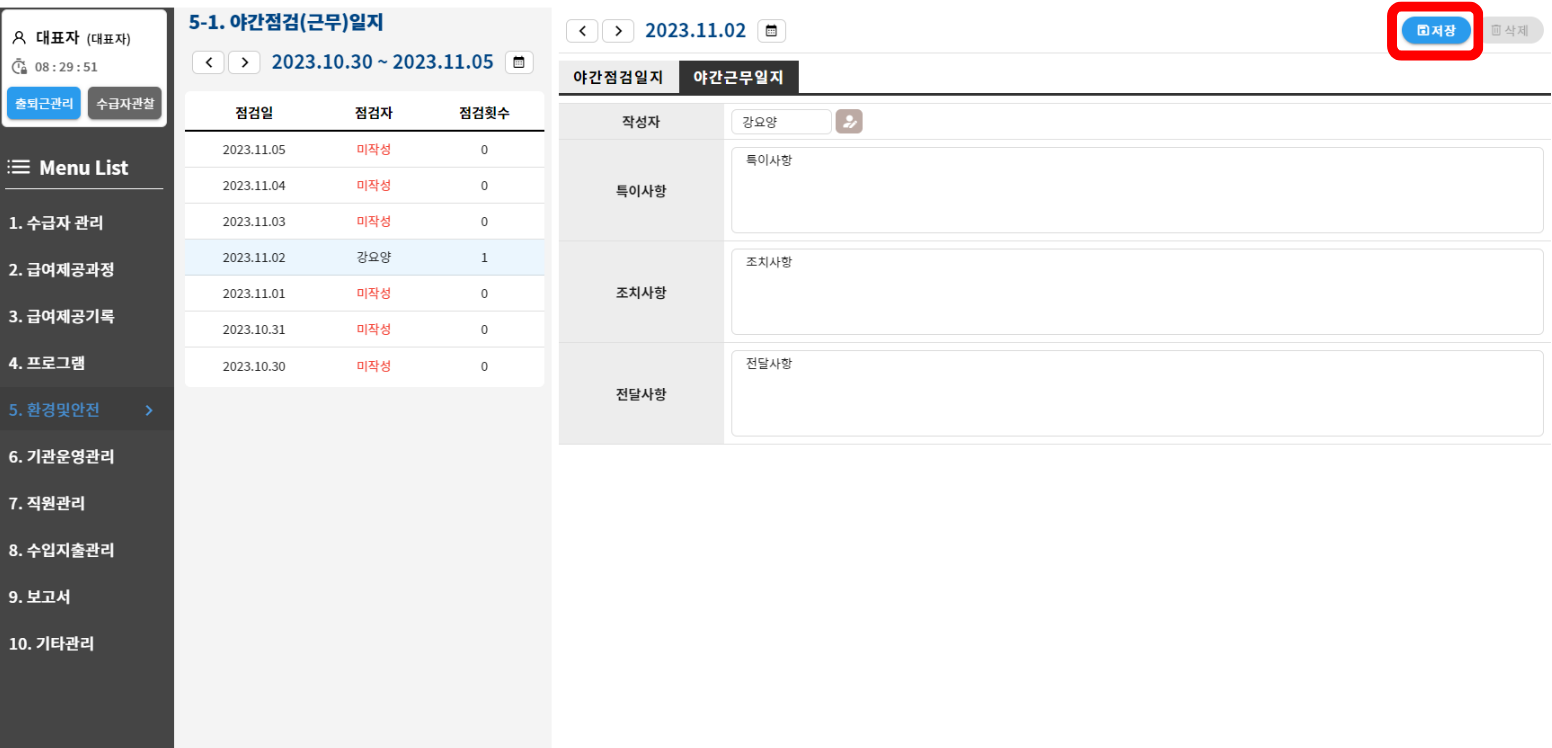 대표자 (대표자)
08 : 29 : 51
출퇴근관리 수급자관찰
Menu List
1. 수급자 관리
2. 급여제공과정
3. 급여제공기록
4. 프로그램
5. 환경및안전
6. 기관운영관리
7. 직원관리
8. 수입지출관리
9. 보고서
10. 기타관리
5-1. 야간점검(근무)일지
2023.10.30 ~ 2023.11.05
점검일 점검자 점검횟수
2023.11.05 미작성 0
2023.11.04 미작성 0
2023.11.03 미작성 0
2023.11.02 강요양 1
2023.11.01 미작성 0
2023.10.31 미작성 0
2023.10.30 미작성 0
2023.11.02
저장 삭제
야간점검일지 야간근무일지
작성자 강요양
특이사항 특이사항
조치사항 조치사항
전달사항 전달사항